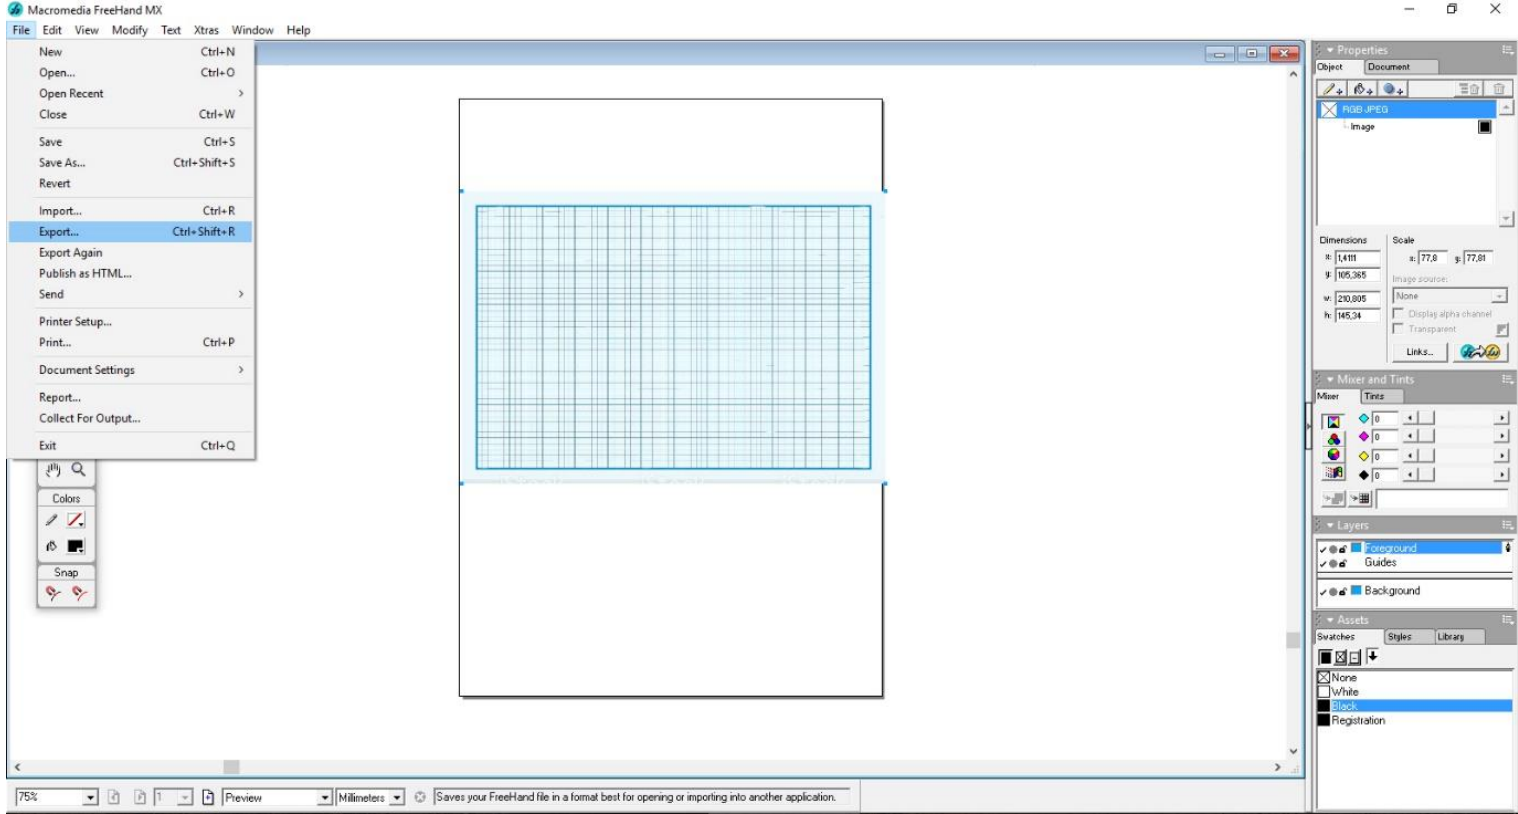 Macromedia FreeHand MX
File Edit View Modify Text Xtras Window Help
New Ctrl+N
Open... Ctrl+O
Open Recent
Close Ctrl+W
Save Ctrl+S
Save As... Ctrl+Shift+S
Revert
Import... Ctrl+R
Export... Ctrl+Shift+R
Export Again
Publish as HTML...
Send
Printer Setup...
Print... Ctrl+P
Document Settings
Report...
Collect For Output...
Exit Ctrl+Q
Colors
Snap
75% 1 Preview Millimeters Saves your FreeHand file in a format best for opening or importing into another application.
Properties
Object Document
RGB JPEG
Image
Dimensions Scale
x: 1,4111 x: 77,8 y: 77,81
y: 105,365 Image source:
w: 210,805 None
h: 145,34 Display alpha channel
Transparent
Links...
Mixer and Tints
Mixer Tints
0
0
0
0
Layers
Foreground
Guides
Background
Assets
Swatches Styles Library
None
White
Black
Registration